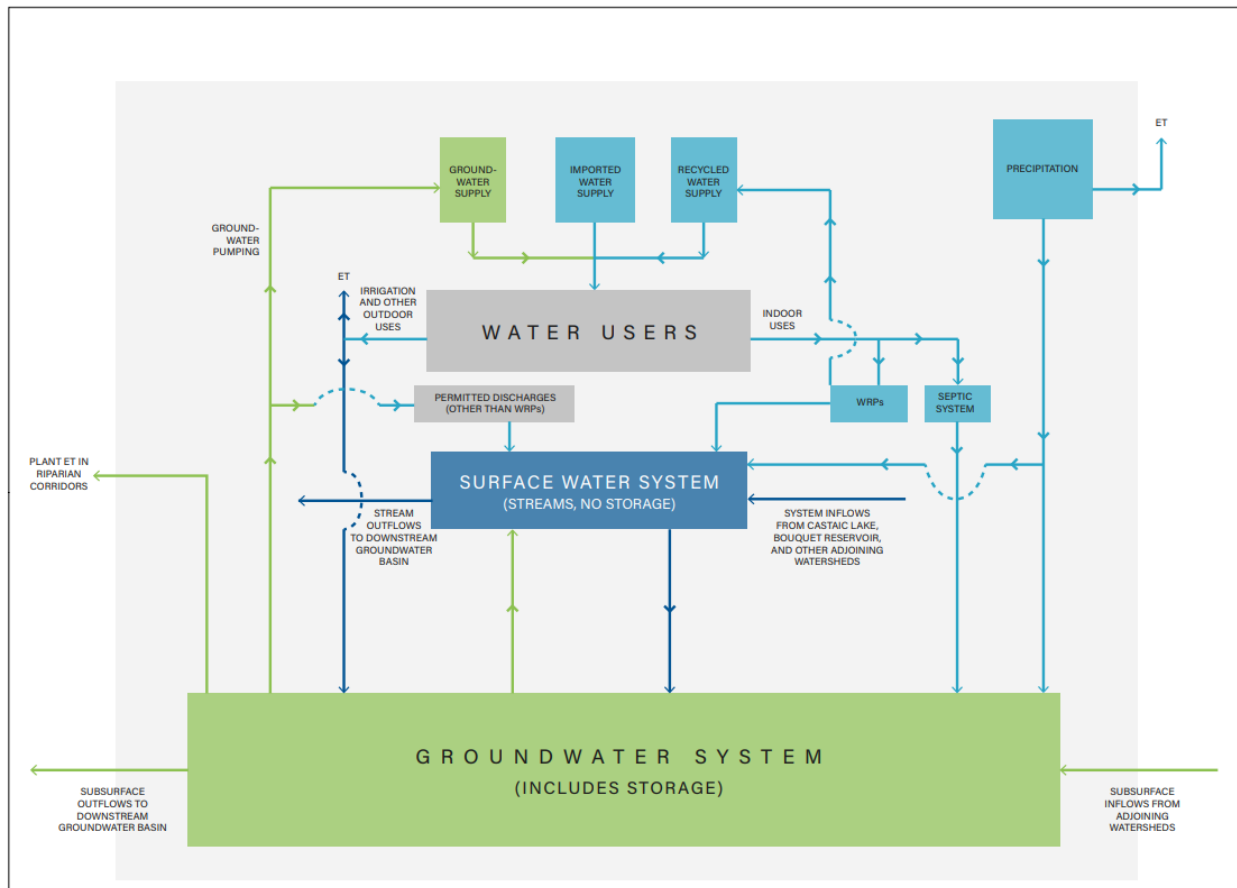 ET
GROUND-
WATER
SUPPLY
IMPORTED
WATER
SUPPLY
RECYCLED
WATER SUPPLY
PRECIPITATION
GROUND-
WATER
PUMPING
ET
IRRIGATION
AND OTHER
OUTDOOR
USES
WATER USERS
INDOOR
USES
PERMITTED DISCHARGES
(OTHER THAN WRPs)
WRPs
SEPTIC
SYSTEM
PLANT ET IN
RIPARIAN
CORRIDORS
SURFACE WATER SYSTEM
(STREAMS, NO STORAGE)
STREAM
OUTFLOWS
TO DOWNSTREAM
GROUNDWATER
BASIN
SYSTEM INFLOWS
FROM CASTAIC LAKE,
BOUQUET RESERVOIR,
AND OTHER ADJOINING
WATERSHEDS
GROUNDWATER SYSTEM
(INCLUDES STORAGE)
SUBSURFACE
OUTFLOWS TO
DOWNSTREAM
GROUNDWATER BASIN
SUBSURFACE
INFLOWS FROM
ADJOINING
WATERSHEDS